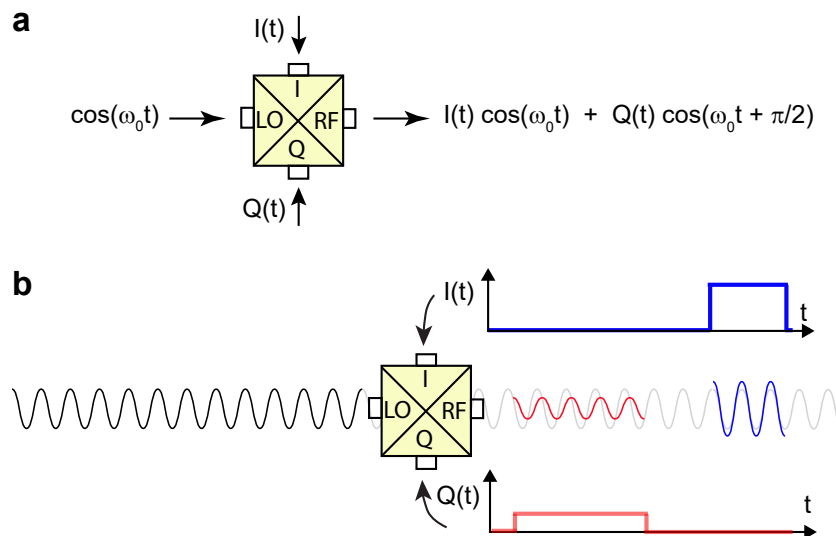 a
I(t)
cos(ω₀t)
I
LO
RF
Q
I(t) cos(ω₀t) + Q(t) cos(ω₀t + π/2)
Q(t)
b
I(t)
t
I
LO
RF
Q
Q(t)
t